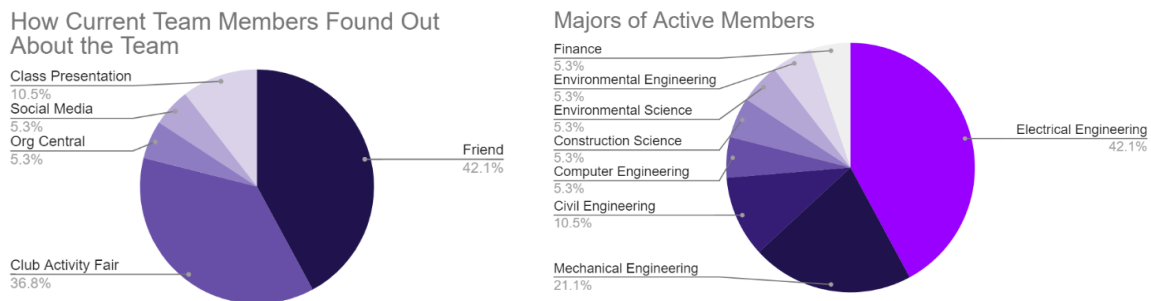 How Current Team Members Found Out
About the Team
Class Presentation
10.5%
Social Media
5.3%
Org Central
5.3%
Club Activity Fair
36.8%
Friend
42.1%
Majors of Active Members
Finance
5.3%
Environmental Engineering
5.3%
Environmental Science
5.3%
Construction Science
5.3%
Computer Engineering
5.3%
Civil Engineering
10.5%
Mechanical Engineering
21.1%
Electrical Engineering
42.1%